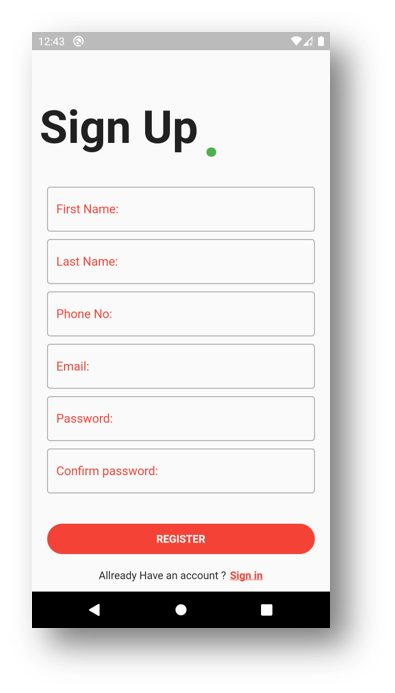 12:43
Sign Up
First Name:
Last Name:
Phone No:
Email:
Password:
Confirm password:
REGISTER
Allready Have an account ? Sign in